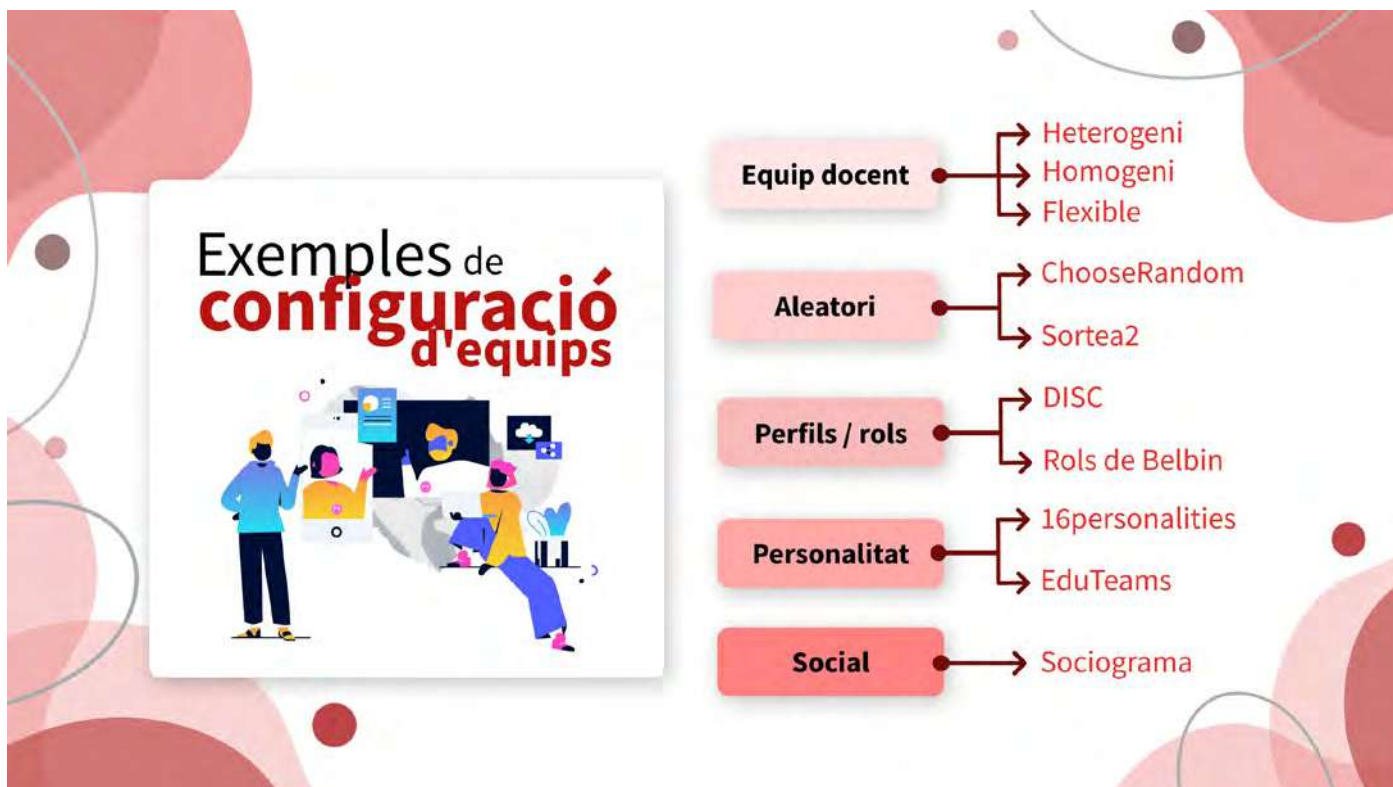 Exemples de
configuració
d'equips
Equip docent
Heterogeni
Homogeni
Flexible
Aleatori
ChooseRandom
Sortea2
Perfils / rols
DISC
Rols de Belbin
Personalitat
16personalities
EduTeams
Social
Sociograma